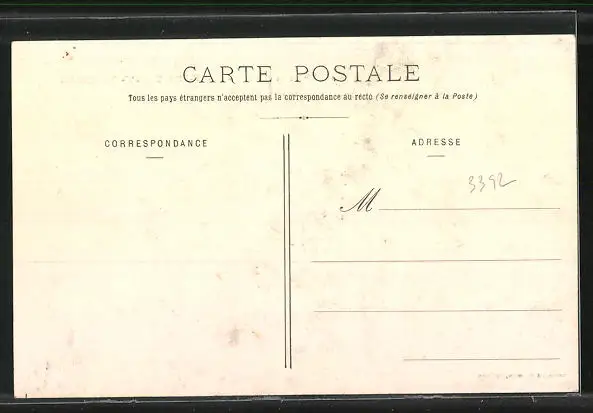 CARTE POSTALE
Tous les pays étrangers n'acceptent pas la correspondance au recto (Se renseigner à la Poste)
CORRESPONDANCE
ADRESSE
3392
M